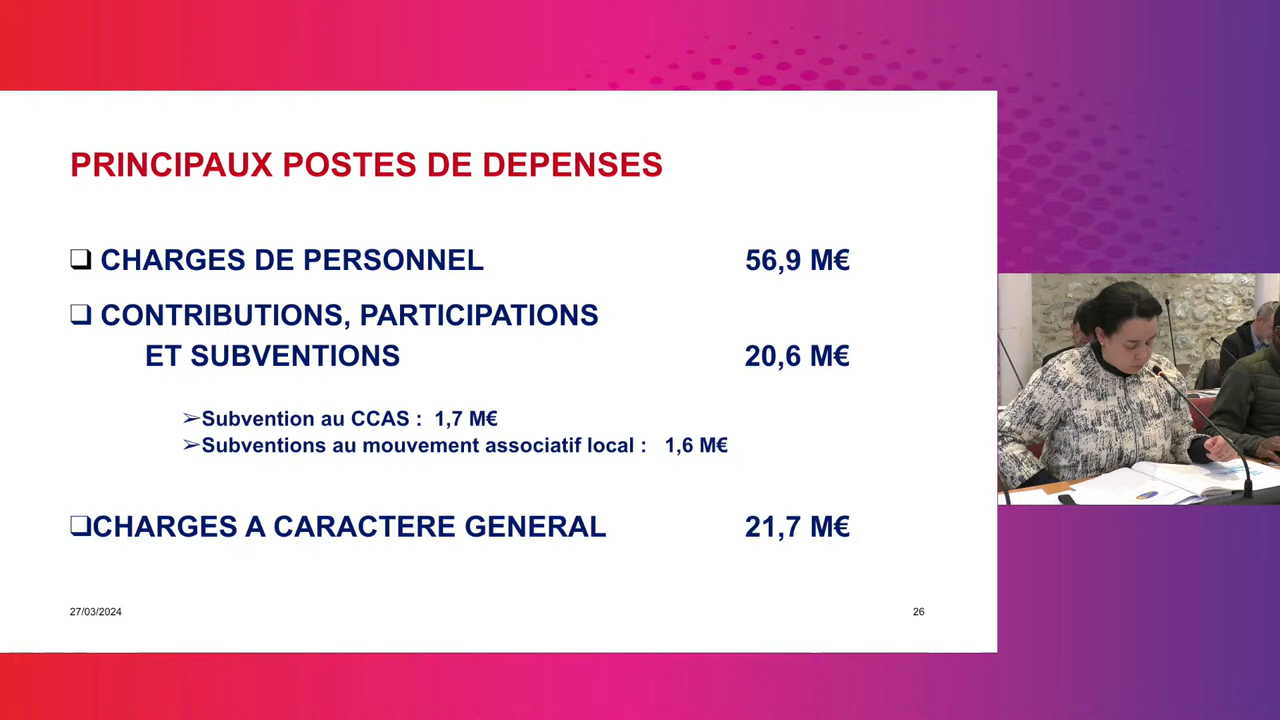 PRINCIPAUX POSTES DE DEPENSES
❑ CHARGES DE PERSONNEL 56,9 M€
❑ CONTRIBUTIONS, PARTICIPATIONS
ET SUBVENTIONS 20,6 M€
➢Subvention au CCAS : 1,7 M€
➢Subventions au mouvement associatif local : 1,6 M€
❑CHARGES A CARACTERE GENERAL 21,7 M€
27/03/2024 26